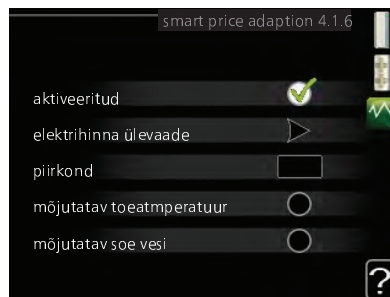 smart price adaption 4.1.6
aktiveeritud
elektrihinna ülevaade
piirkond
mõjutatav toeatmperatuur
mõjutatav soe vesi
?